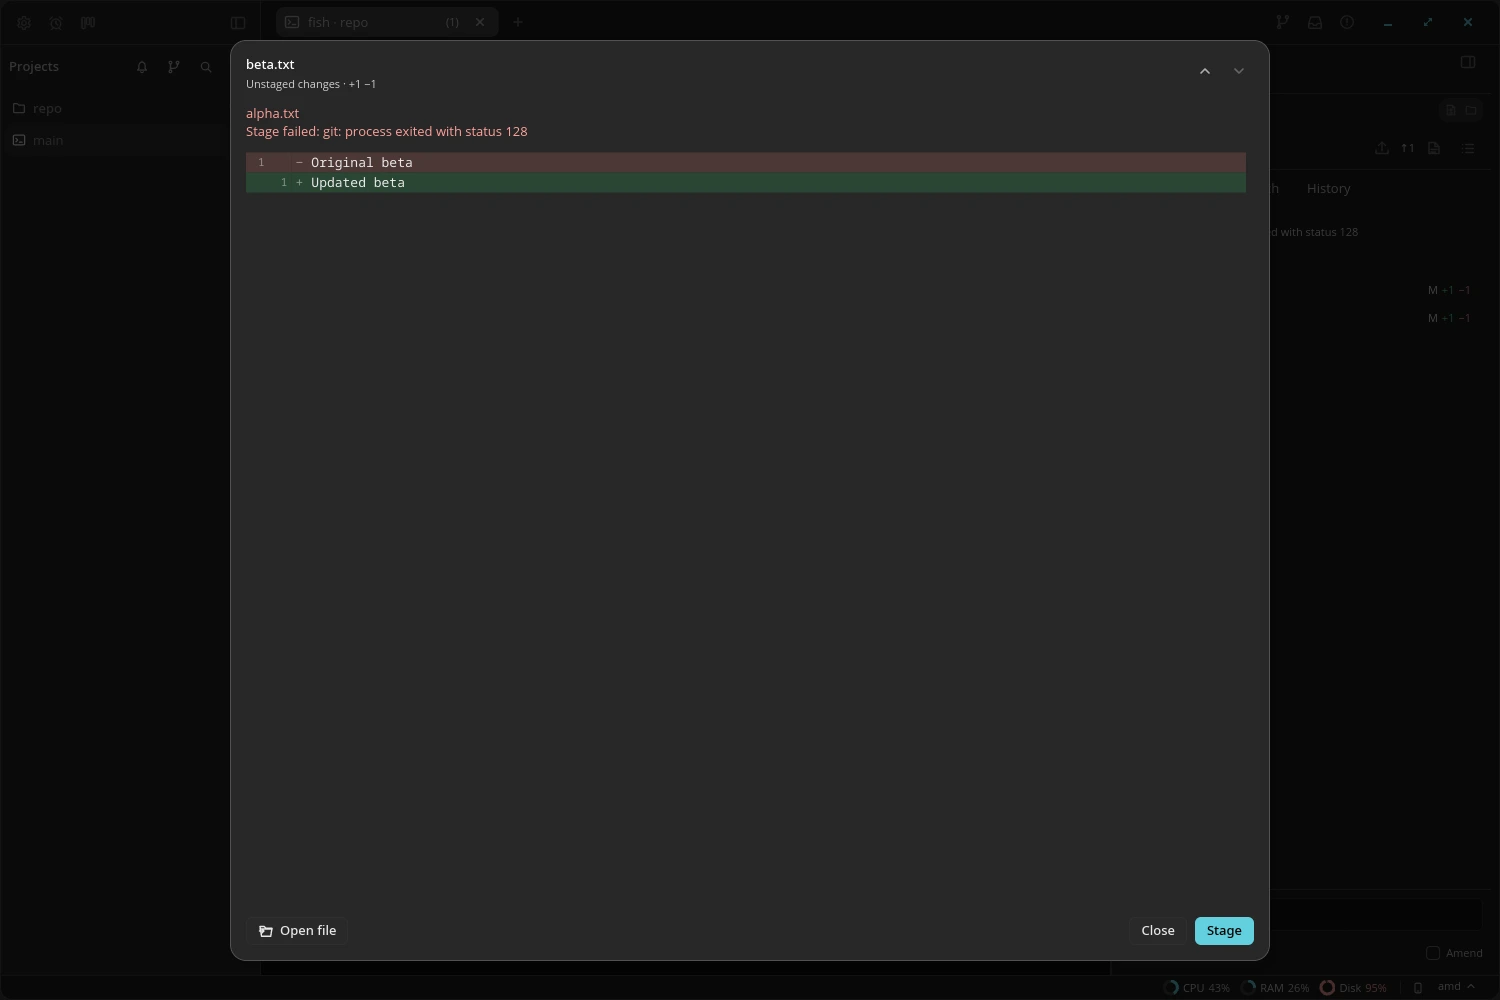 fish · repo (1)
Projects
repo
main
beta.txt
Unstaged changes · +1 −1
alpha.txt
Stage failed: git: process exited with status 128
1 − Original beta
1 + Updated beta
↑1
History
with status 128
M +1 −1
M +1 −1
Open file
Close
Stage
Amend
CPU 43% RAM 26% Disk 95% amd